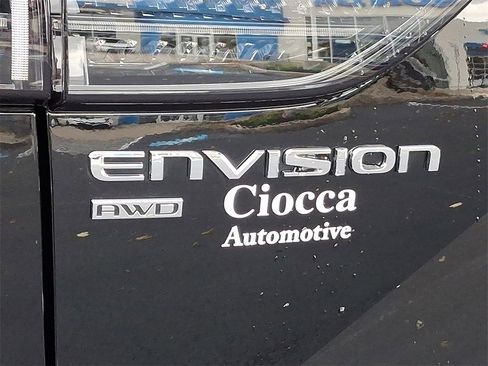 ENVISION
AWD
Ciocca
Automotive